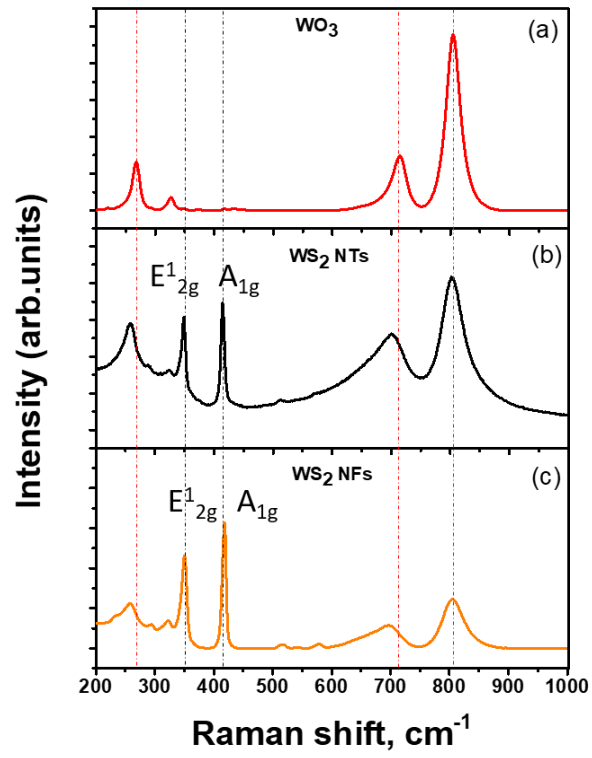 WO₃
(a)
WS₂ NTs
(b)
E¹₂g A₁g
WS₂ NFs
(c)
E¹₂g A₁g
Intensity (arb.units)
200 300 400 500 600 700 800 900 1000
Raman shift, cm⁻¹